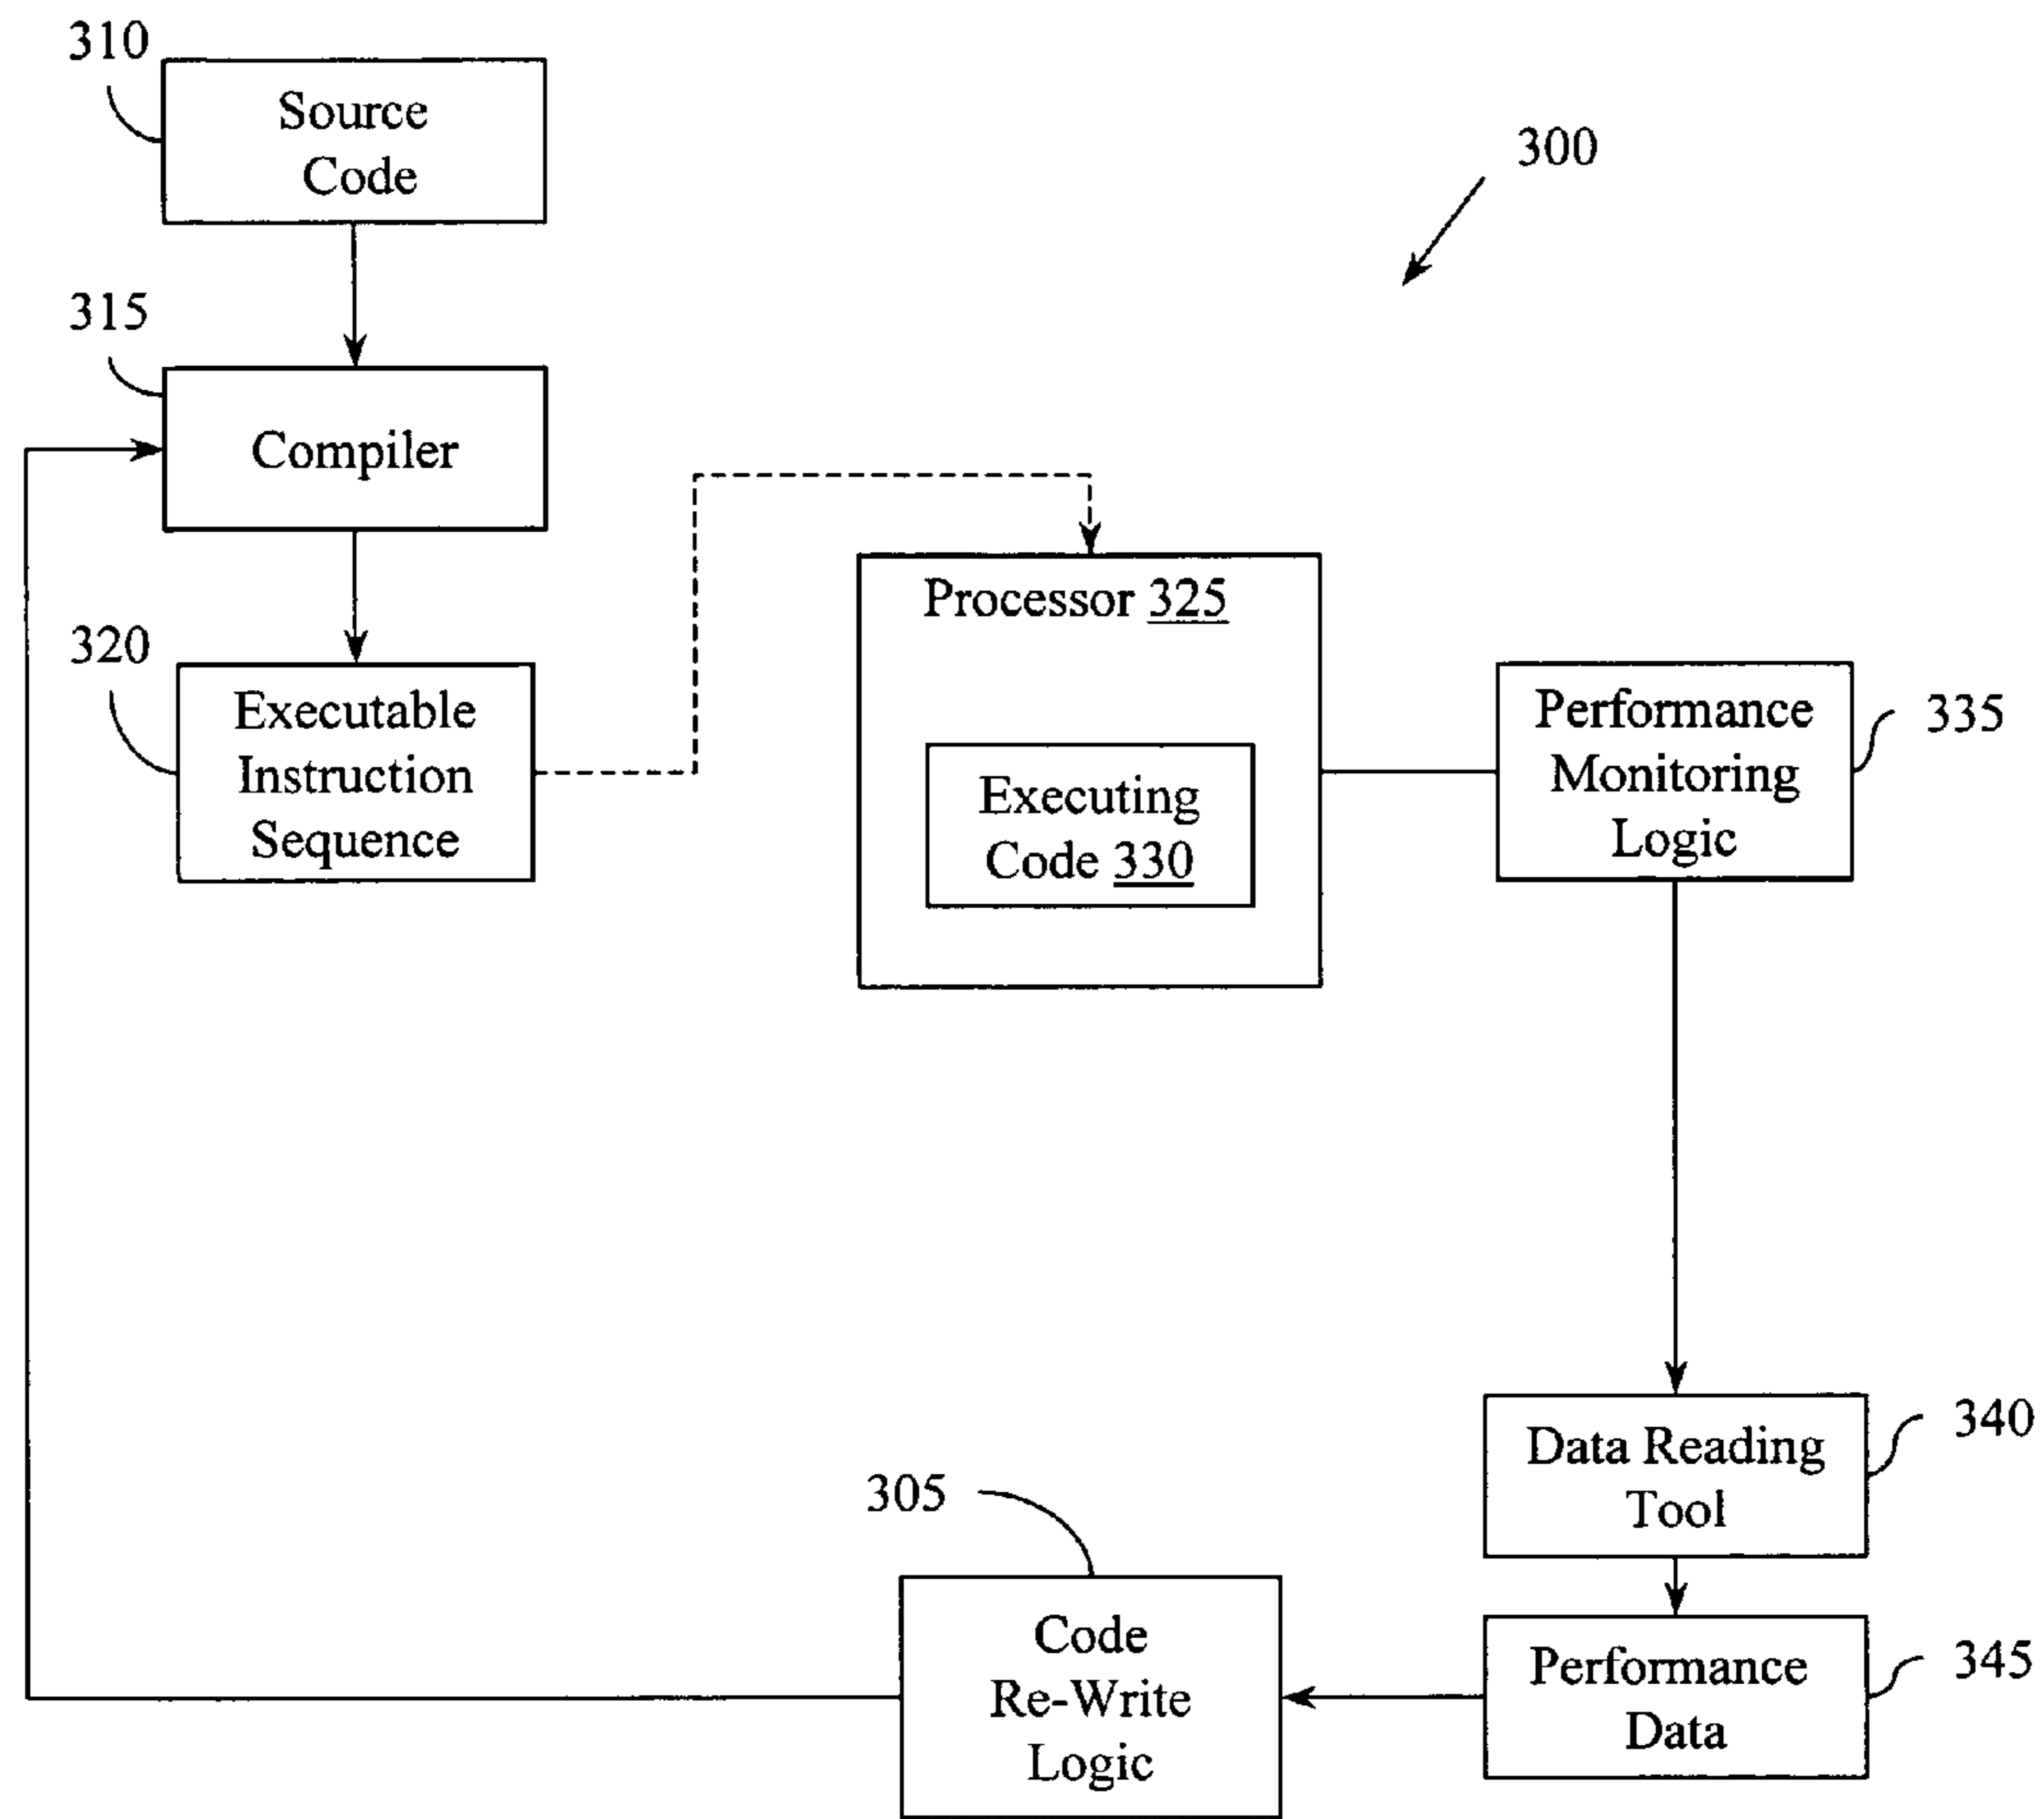 310
Source
Code
300
315
Compiler
320
Executable
Instruction
Sequence
Processor 325
Executing
Code 330
Performance
Monitoring
Logic
335
Data Reading
Tool
340
305
Code
Re-Write
Logic
Performance
Data
345